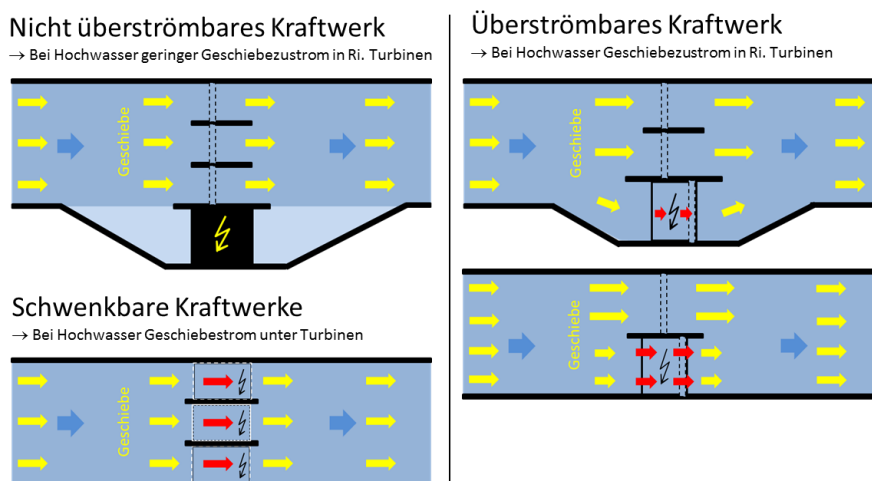 Nicht überströmbares Kraftwerk
→ Bei Hochwasser geringer Geschiebezustrom in Ri. Turbinen
Geschiebe
Schwenkbare Kraftwerke
→ Bei Hochwasser Geschiebestrom unter Turbinen
Geschiebe
Überströmbares Kraftwerk
→ Bei Hochwasser Geschiebezustrom in Ri. Turbinen
Geschiebe
Geschiebe